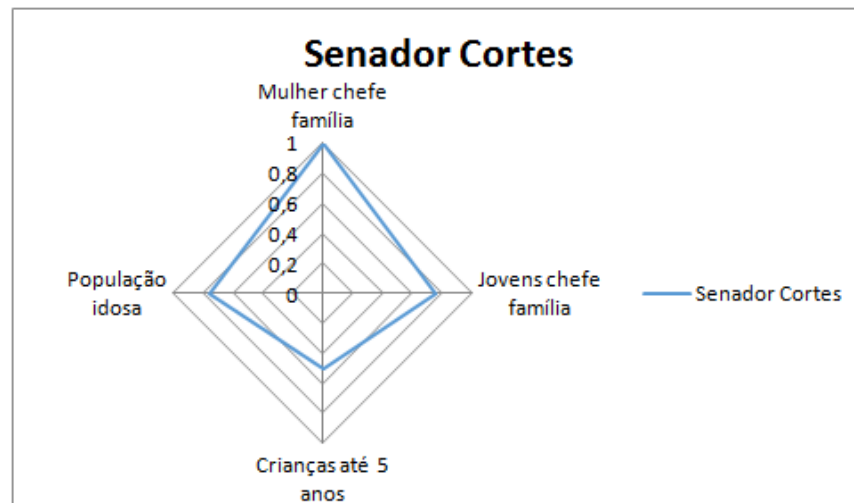 Senador Cortes
Mulher chefe
família
1
0,8
0,6
0,4
0,2
0
População
idosa
Jovens chefe
família
Senador Cortes
Crianças até 5
anos